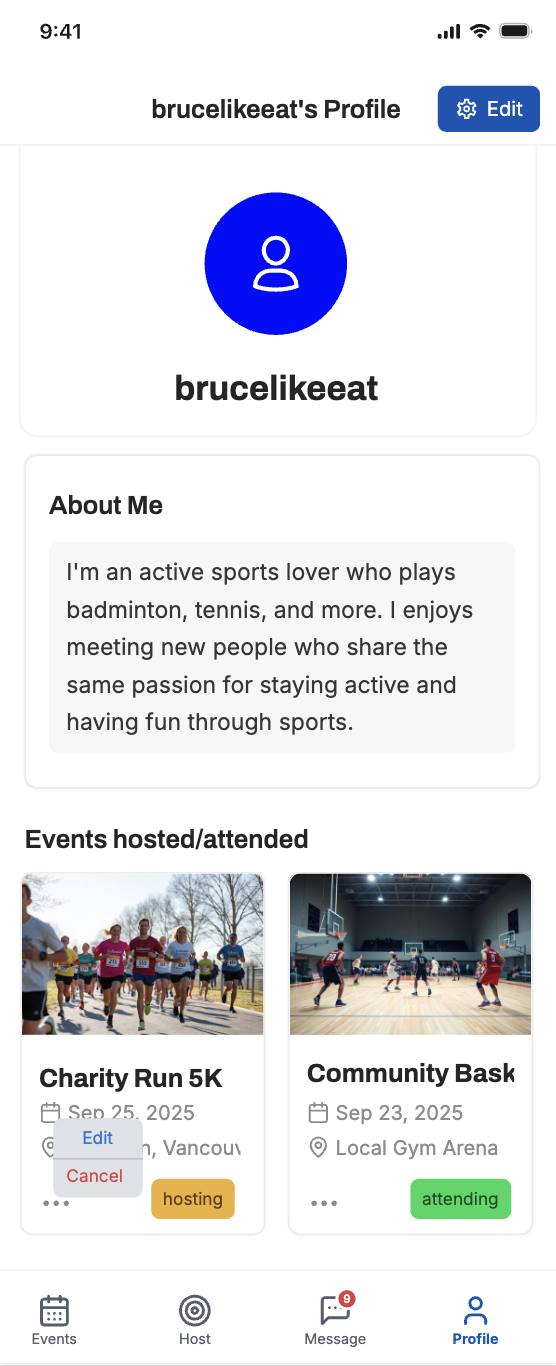 9:41
brucelikeeat's Profile
Edit
brucelikeeat
About Me
I'm an active sports lover who plays
badminton, tennis, and more. I enjoys
meeting new people who share the
same passion for staying active and
having fun through sports.
Events hosted/attended
Charity Run 5K
Sep 25, 2025
n, Vancouv
Edit
Cancel
hosting
Community Bask
Sep 23, 2025
Local Gym Arena
attending
Events
Host
9
Message
Profile